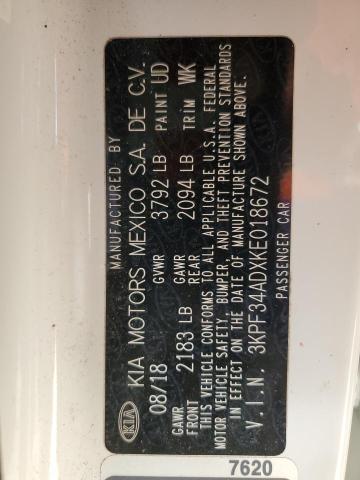 MANUFACTURED BY
KIA KIA MOTORS MEXICO S.A. DE C.V.
08/18 GVWR 3792 LB PAINT UD
GAWR FRONT 2183 LB GAWR REAR 2094 LB TRIM WK
THIS VEHICLE CONFORMS TO ALL APPLICABLE U.S.A. FEDERAL
MOTOR VEHICLE SAFETY, BUMPER, AND THEFT PREVENTION STANDARDS
IN EFFECT ON THE DATE OF MANUFACTURE SHOWN ABOVE.
V.I.N. 3KPF34ADXKE018672
PASSENGER CAR
7620